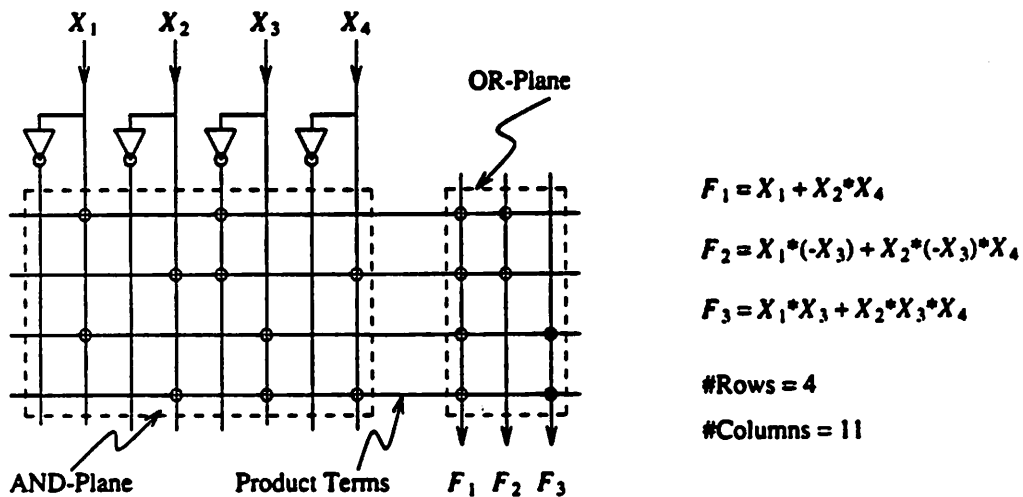 X1 X2 X3 X4
OR-Plane
F1 = X1 + X2*X4
F2 = X1*(-X3) + X2*(-X3)*X4
F3 = X1*X3 + X2*X3*X4
#Rows = 4
#Columns = 11
AND-Plane
Product Terms
F1 F2 F3